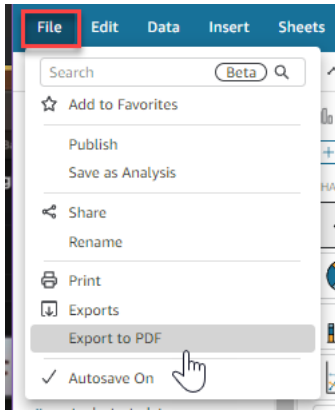 File Edit Data Insert Sheets
Search (Beta)
Add to Favorites
Publish
Save as Analysis
Share
Rename
Print
Exports
Export to PDF
Autosave On